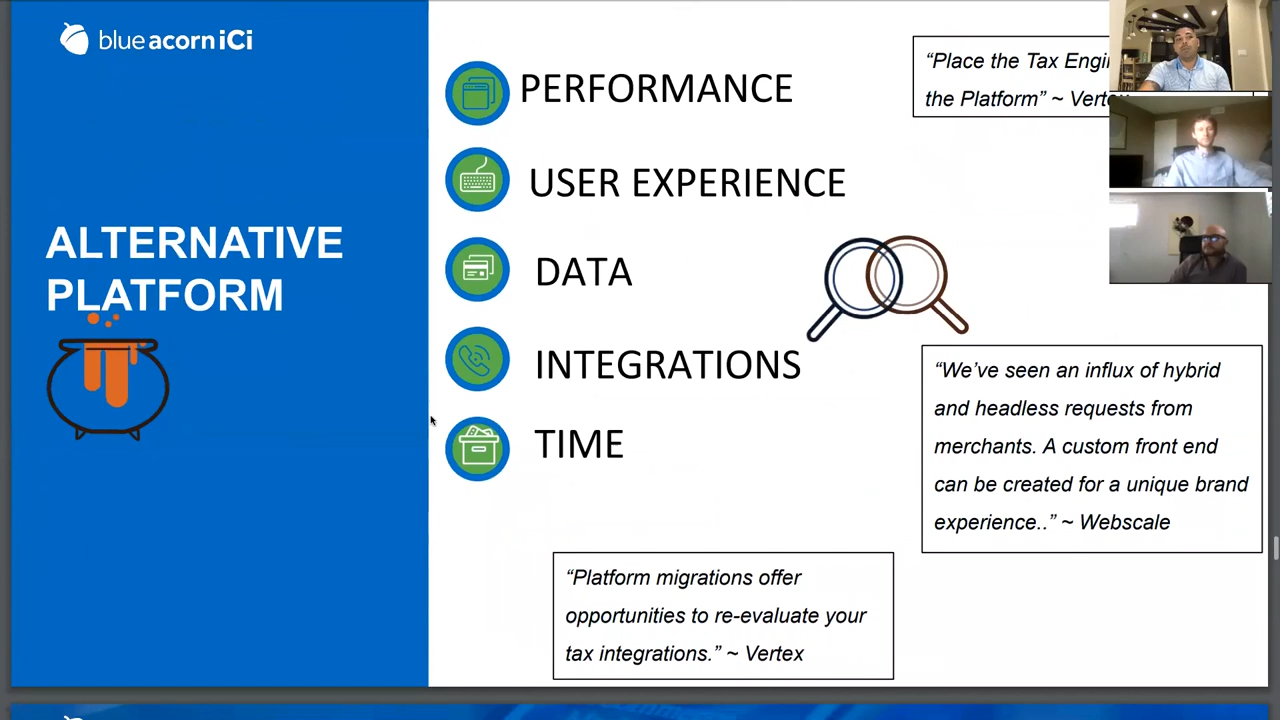 blue acorn iCi
ALTERNATIVE
PLATFORM
PERFORMANCE
USER EXPERIENCE
DATA
INTEGRATIONS
TIME
“Place the Tax
the Platform” ~
“We’ve seen an influx of hybrid
and headless requests from
merchants. A custom front end
can be created for a unique brand
experience..” ~ Webscale
“Platform migrations offer
opportunities to re-evaluate your
tax integrations.” ~ Vertex